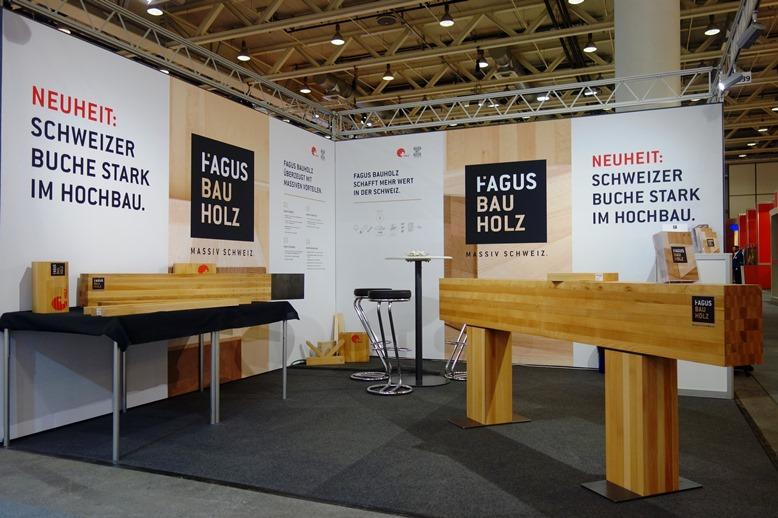 NEUHEIT:
SCHWEIZER
BUCHE STARK
IM HOCHBAU.
FAGUS
BAU
HOLZ
MASSIV SCHWEIZ.
FAGUS BAUHOLZ
ÜBERZEUGT MIT
MASSIVEN VORTEILEN.
FAGUS BAUHOLZ
SCHAFFT MEHR WERT
IN DER SCHWEIZ.
FAGUS
BAU
HOLZ
MASSIV SCHWEIZ.
NEUHEIT:
SCHWEIZER
BUCHE STARK
IM HOCHBAU.
FAGUS
BAU
HOLZ